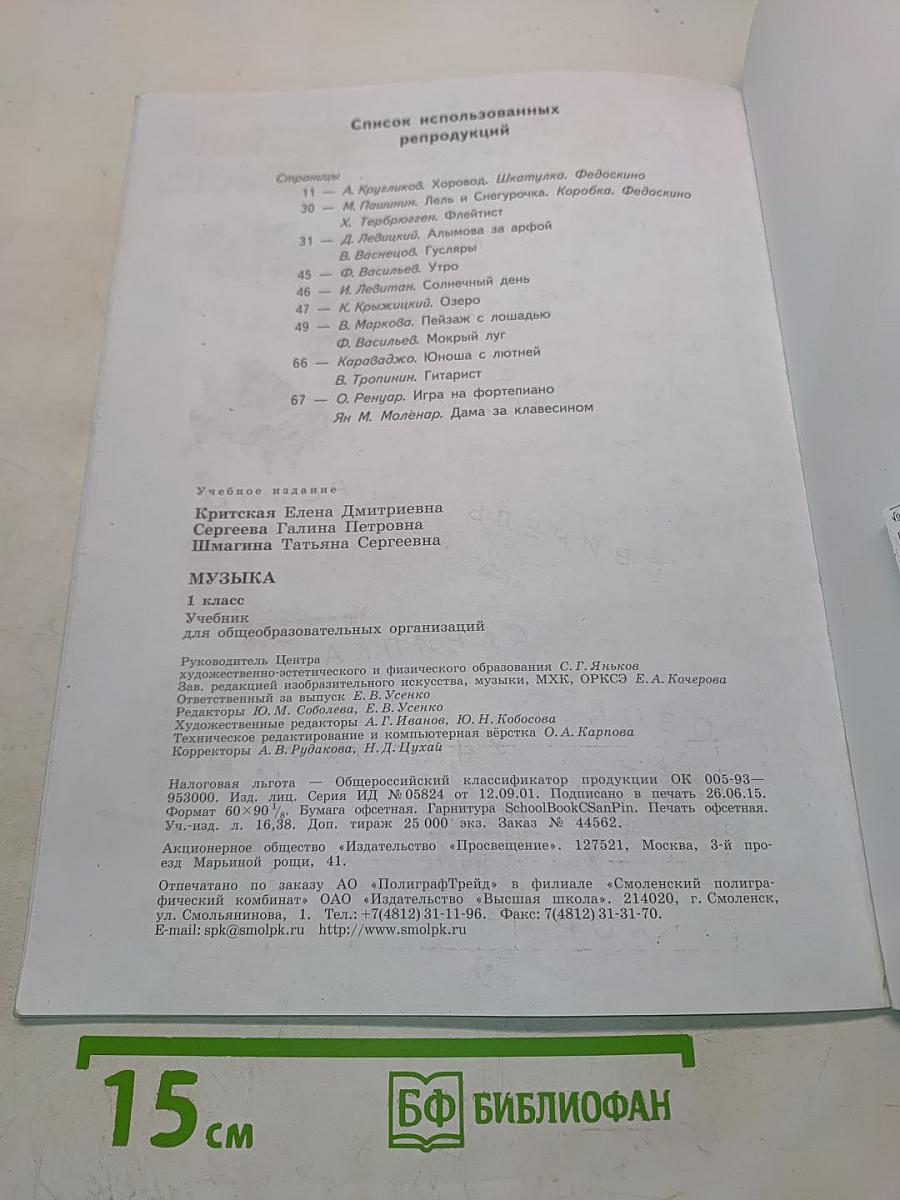 Список использованных
репродукций
Страницы
11 — А. Кругликов. Хоровод. Шкатулка. Федоскино
30 — М. Пашинин. Лель и Снегурочка. Коробка. Федоскино
Х. Тербрюгген. Флейтист
31 — Д. Левицкий. Алымова за арфой
В. Васнецов. Гусляры
45 — Ф. Васильев. Утро
46 — И. Левитан. Солнечный день
47 — К. Крыжицкий. Озеро
49 — В. Маркова. Пейзаж с лошадью
Ф. Васильев. Мокрый луг
66 — Караваджо. Юноша с лютней
В. Тропинин. Гитарист
67 — О. Ренуар. Игра на фортепиано
Ян М. Моленар. Дама за клавесином
Учебное издание
Критская Елена Дмитриевна
Сергеева Галина Петровна
Шмагина Татьяна Сергеевна
МУЗЫКА
1 класс
Учебник
для общеобразовательных организаций
Руководитель Центра
художественно-эстетического и физического образования С. Г. Яньков
Зав. редакцией изобразительного искусства, музыки, МХК, ОРКСЭ Е. А. Кочерова
Ответственный за выпуск Е. В. Усенко
Редакторы Ю. М. Соболева, Е. В. Усенко
Художественные редакторы А. Г. Иванов, Ю. Н. Кобосова
Техническое редактирование и компьютерная вёрстка О. А. Карпова
Корректоры А. В. Рудакова, Н. Д. Цухай
Налоговая льгота — Общероссийский классификатор продукции ОК 005-93—
953000. Изд. лиц. Серия ИД № 05824 от 12.09.01. Подписано в печать 26.06.15.
Формат 60×90 1/8. Бумага офсетная. Гарнитура SchoolBookCSanPin. Печать офсетная.
Уч.-изд. л. 16,38. Доп. тираж 25 000 экз. Заказ № 44562.
Акционерное общество «Издательство «Просвещение». 127521, Москва, 3-й про-
езд Марьиной рощи, 41.
Отпечатано по заказу АО «ПолиграфТрейд» в филиале «Смоленский полигра-
фический комбинат» ОАО «Издательство «Высшая школа». 214020, г. Смоленск,
ул. Смольянинова, 1. Тел.: +7(4812) 31-11-96. Факс: 7(4812) 31-31-70.
E-mail: spk@smolpk.ru http://www.smolpk.ru
15 см
БФ БИБЛИОФАН